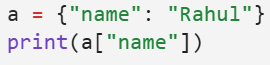 a = {"name": "Rahul"}
print(a["name"])